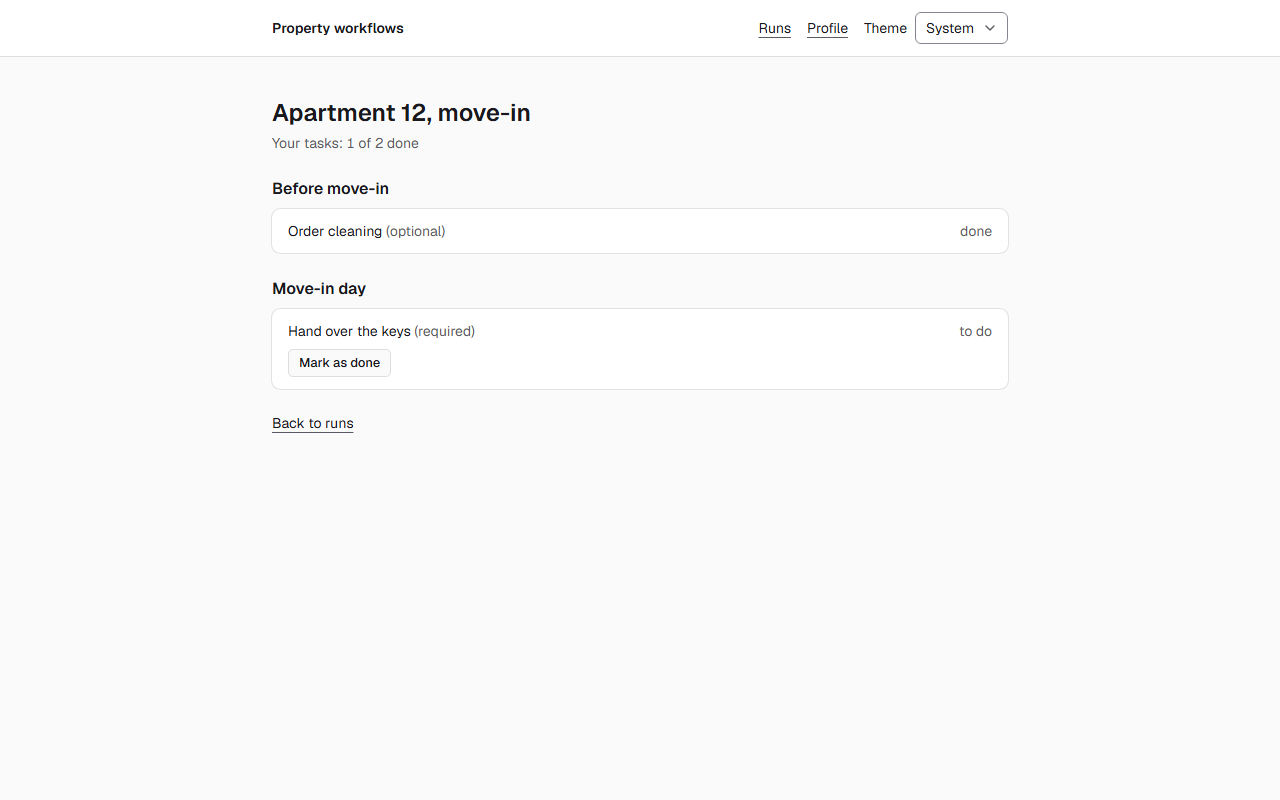 Property workflows
Runs Profile Theme System
Apartment 12, move-in
Your tasks: 1 of 2 done
Before move-in
Order cleaning (optional) done
Move-in day
Hand over the keys (required) to do
Mark as done
Back to runs